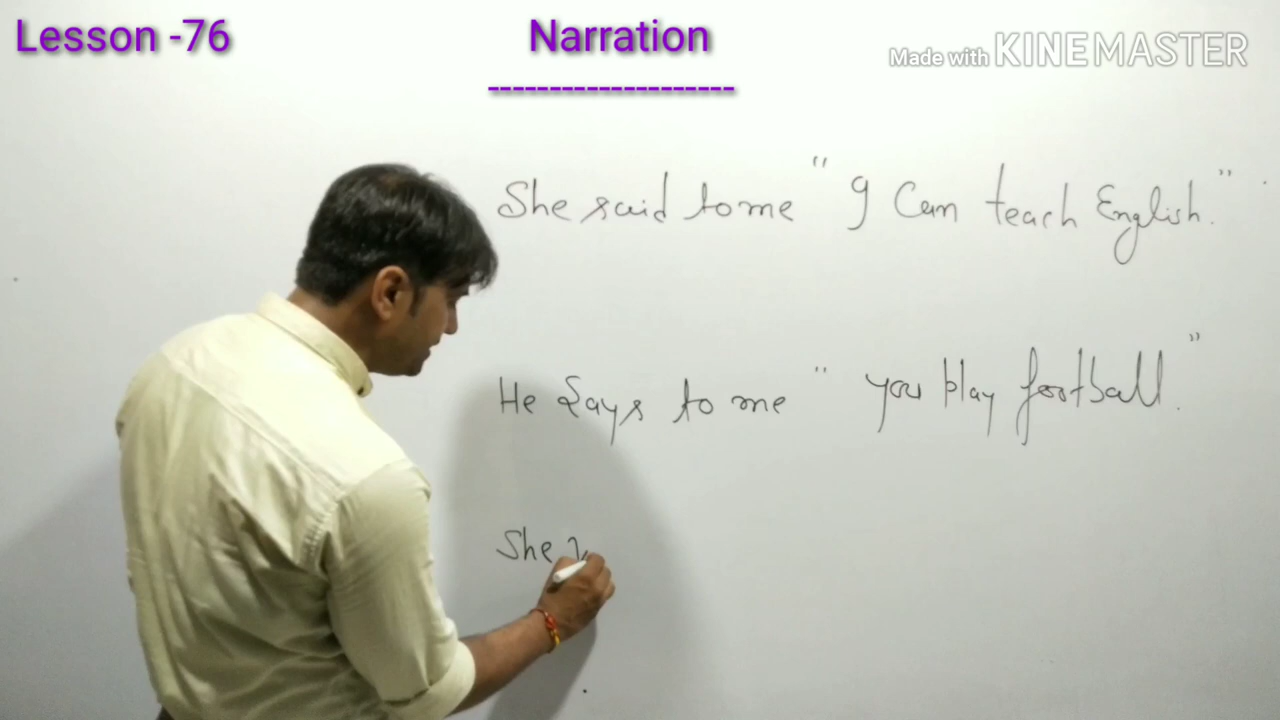 Lesson -76
Narration
--------------------
Made with KINEMASTER
She said to me " I Can teach English. "
He Says to me " you play football. "
She